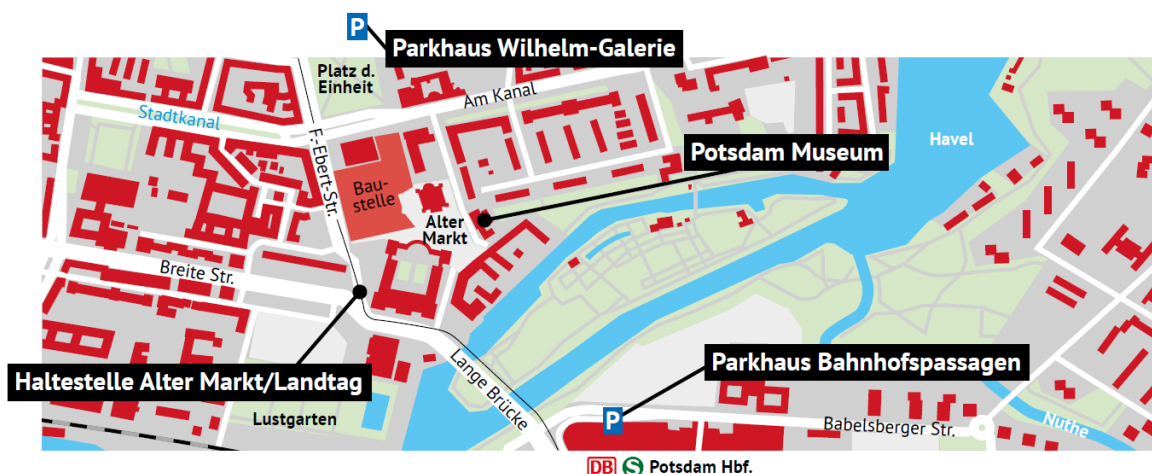 P
Parkhaus Wilhelm-Galerie
Platz d.
Einheit
Am Kanal
Stadtkanal
F.-Ebert-Str.
Havel
Potsdam Museum
Bau-
stelle
Alter
Markt
Breite Str.
Haltestelle Alter Markt/Landtag
Lange Brücke
Parkhaus Bahnhofspassagen
Lustgarten
P
Babelsberger Str.
Nuthe
DB S Potsdam Hbf.